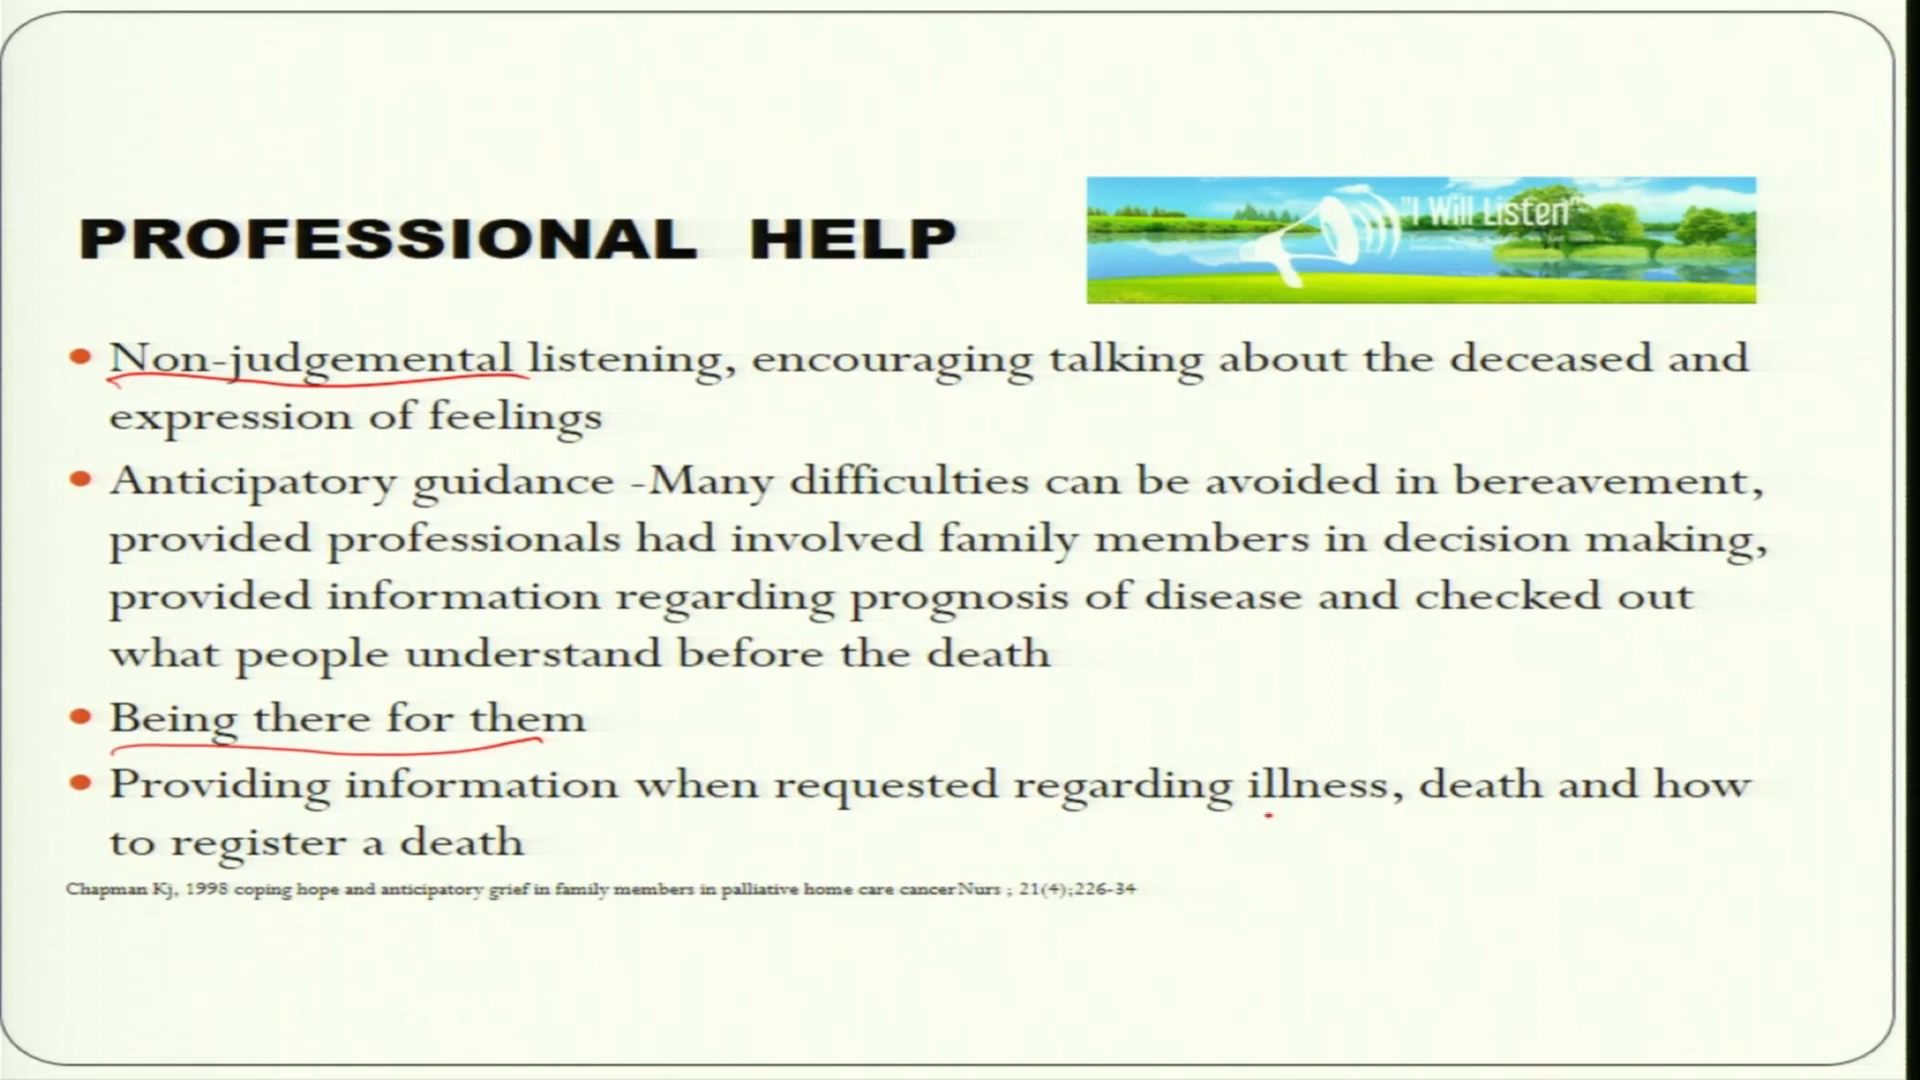 PROFESSIONAL HELP
"I Will Listen"
Non-judgemental listening, encouraging talking about the deceased and
expression of feelings
Anticipatory guidance -Many difficulties can be avoided in bereavement,
provided professionals had involved family members in decision making,
provided information regarding prognosis of disease and checked out
what people understand before the death
Being there for them
Providing information when requested regarding illness, death and how
to register a death
Chapman Kj, 1998 coping hope and anticipatory grief in family members in palliative home care cancerNurs ; 21(4);226-34